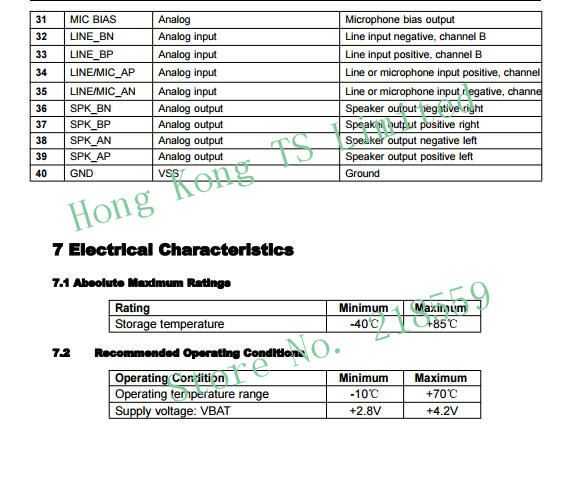 31 MIC BIAS Analog Microphone bias output
32 LINE_BN Analog input Line input negative, channel B
33 LINE_BP Analog input Line input positive, channel B
34 LINE/MIC_AP Analog input Line or microphone input positive, channel
35 LINE/MIC_AN Analog input Line or microphone input negative, channe
36 SPK_BN Analog output Speaker output negative right
37 SPK_BP Analog output Speaker output positive right
38 SPK_AN Analog output Speaker output negative left
39 SPK_AP Analog output Speaker output positive left
40 GND VSS Ground
Hong Kong TS Limited
7 Electrical Characteristics
7.1 Absolute Maximum Ratings
Rating Minimum Maximum
Storage temperature -40℃ +85℃
7.2 Recommended Operating Conditions
Store No. 218559
Operating Condition Minimum Maximum
Operating temperature range -10℃ +70℃
Supply voltage: VBAT +2.8V +4.2V